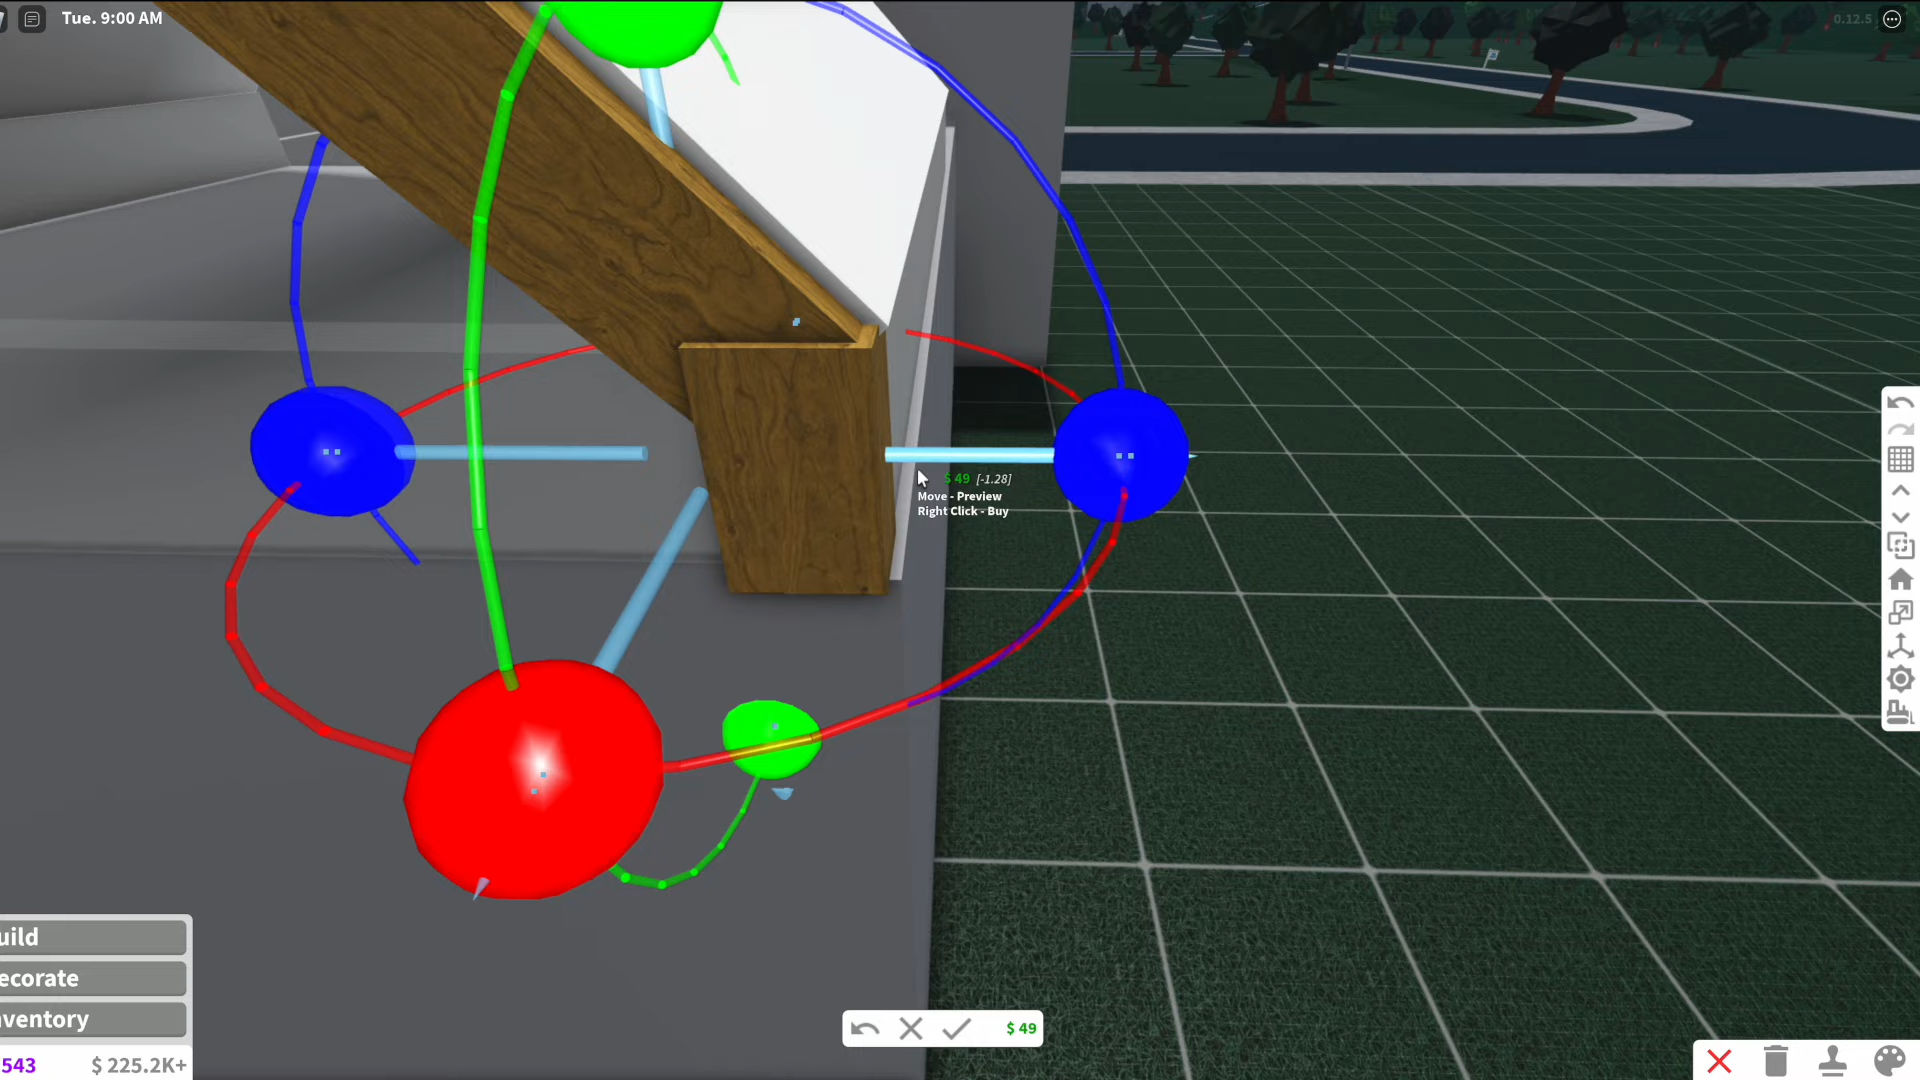 Tue. 9:00 AM
0.12.5
$ 49 [-1.28]
Move - Preview
Right Click - Buy
uild
ecorate
ventory
543 $ 225.2K+
$ 49